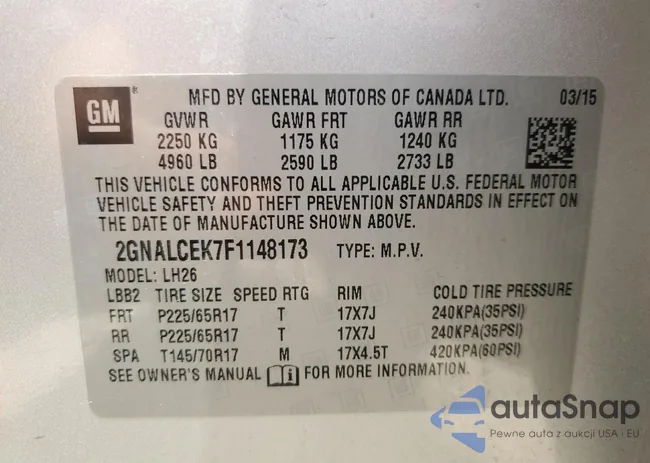 GM
MFD BY GENERAL MOTORS OF CANADA LTD. 03/15
GVWR GAWR FRT GAWR RR
2250 KG 1175 KG 1240 KG
4960 LB 2590 LB 2733 LB
THIS VEHICLE CONFORMS TO ALL APPLICABLE U.S. FEDERAL MOTOR
VEHICLE SAFETY AND THEFT PREVENTION STANDARDS IN EFFECT ON
THE DATE OF MANUFACTURE SHOWN ABOVE.
2GNALCEK7F1148173 TYPE: M.P.V.
MODEL: LH26
LBB2 TIRE SIZE SPEED RTG RIM COLD TIRE PRESSURE
FRT P225/65R17 T 17X7J 240KPA(35PSI)
RR P225/65R17 T 17X7J 240KPA(35PSI)
SPA T145/70R17 M 17X4.5T 420KPA(60PSI)
SEE OWNER'S MANUAL i FOR MORE INFORMATION.
autaSnap
Pewne auta z aukcji USA i EU